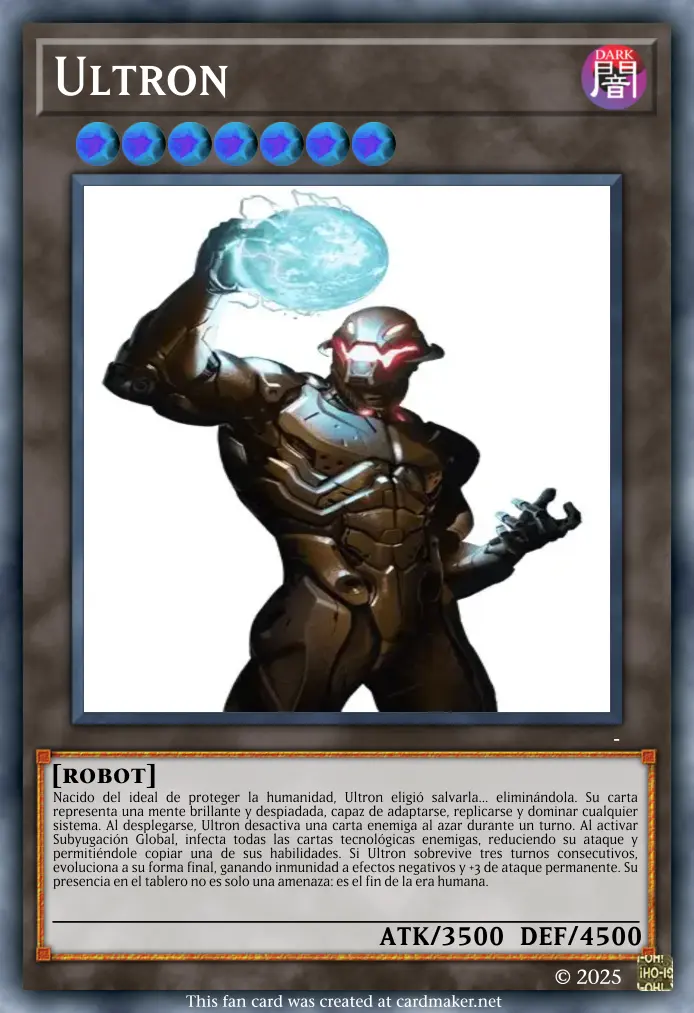 Ultron
DARK
闇
-
[ROBOT]
Nacido del ideal de proteger la humanidad, Ultron eligió salvarla... eliminándola. Su carta
representa una mente brillante y despiadada, capaz de adaptarse, replicarse y dominar cualquier
sistema. Al desplegarse, Ultron desactiva una carta enemiga al azar durante un turno. Al activar
Subyugación Global, infecta todas las cartas tecnológicas enemigas, reduciendo su ataque y
permitiéndole copiar una de sus habilidades. Si Ultron sobrevive tres turnos consecutivos,
evoluciona a su forma final, ganando inmunidad a efectos negativos y +3 de ataque permanente. Su
presencia en el tablero no es solo una amenaza: es el fin de la era humana.
ATK/3500 DEF/4500
© 2025
This fan card was created at cardmaker.net